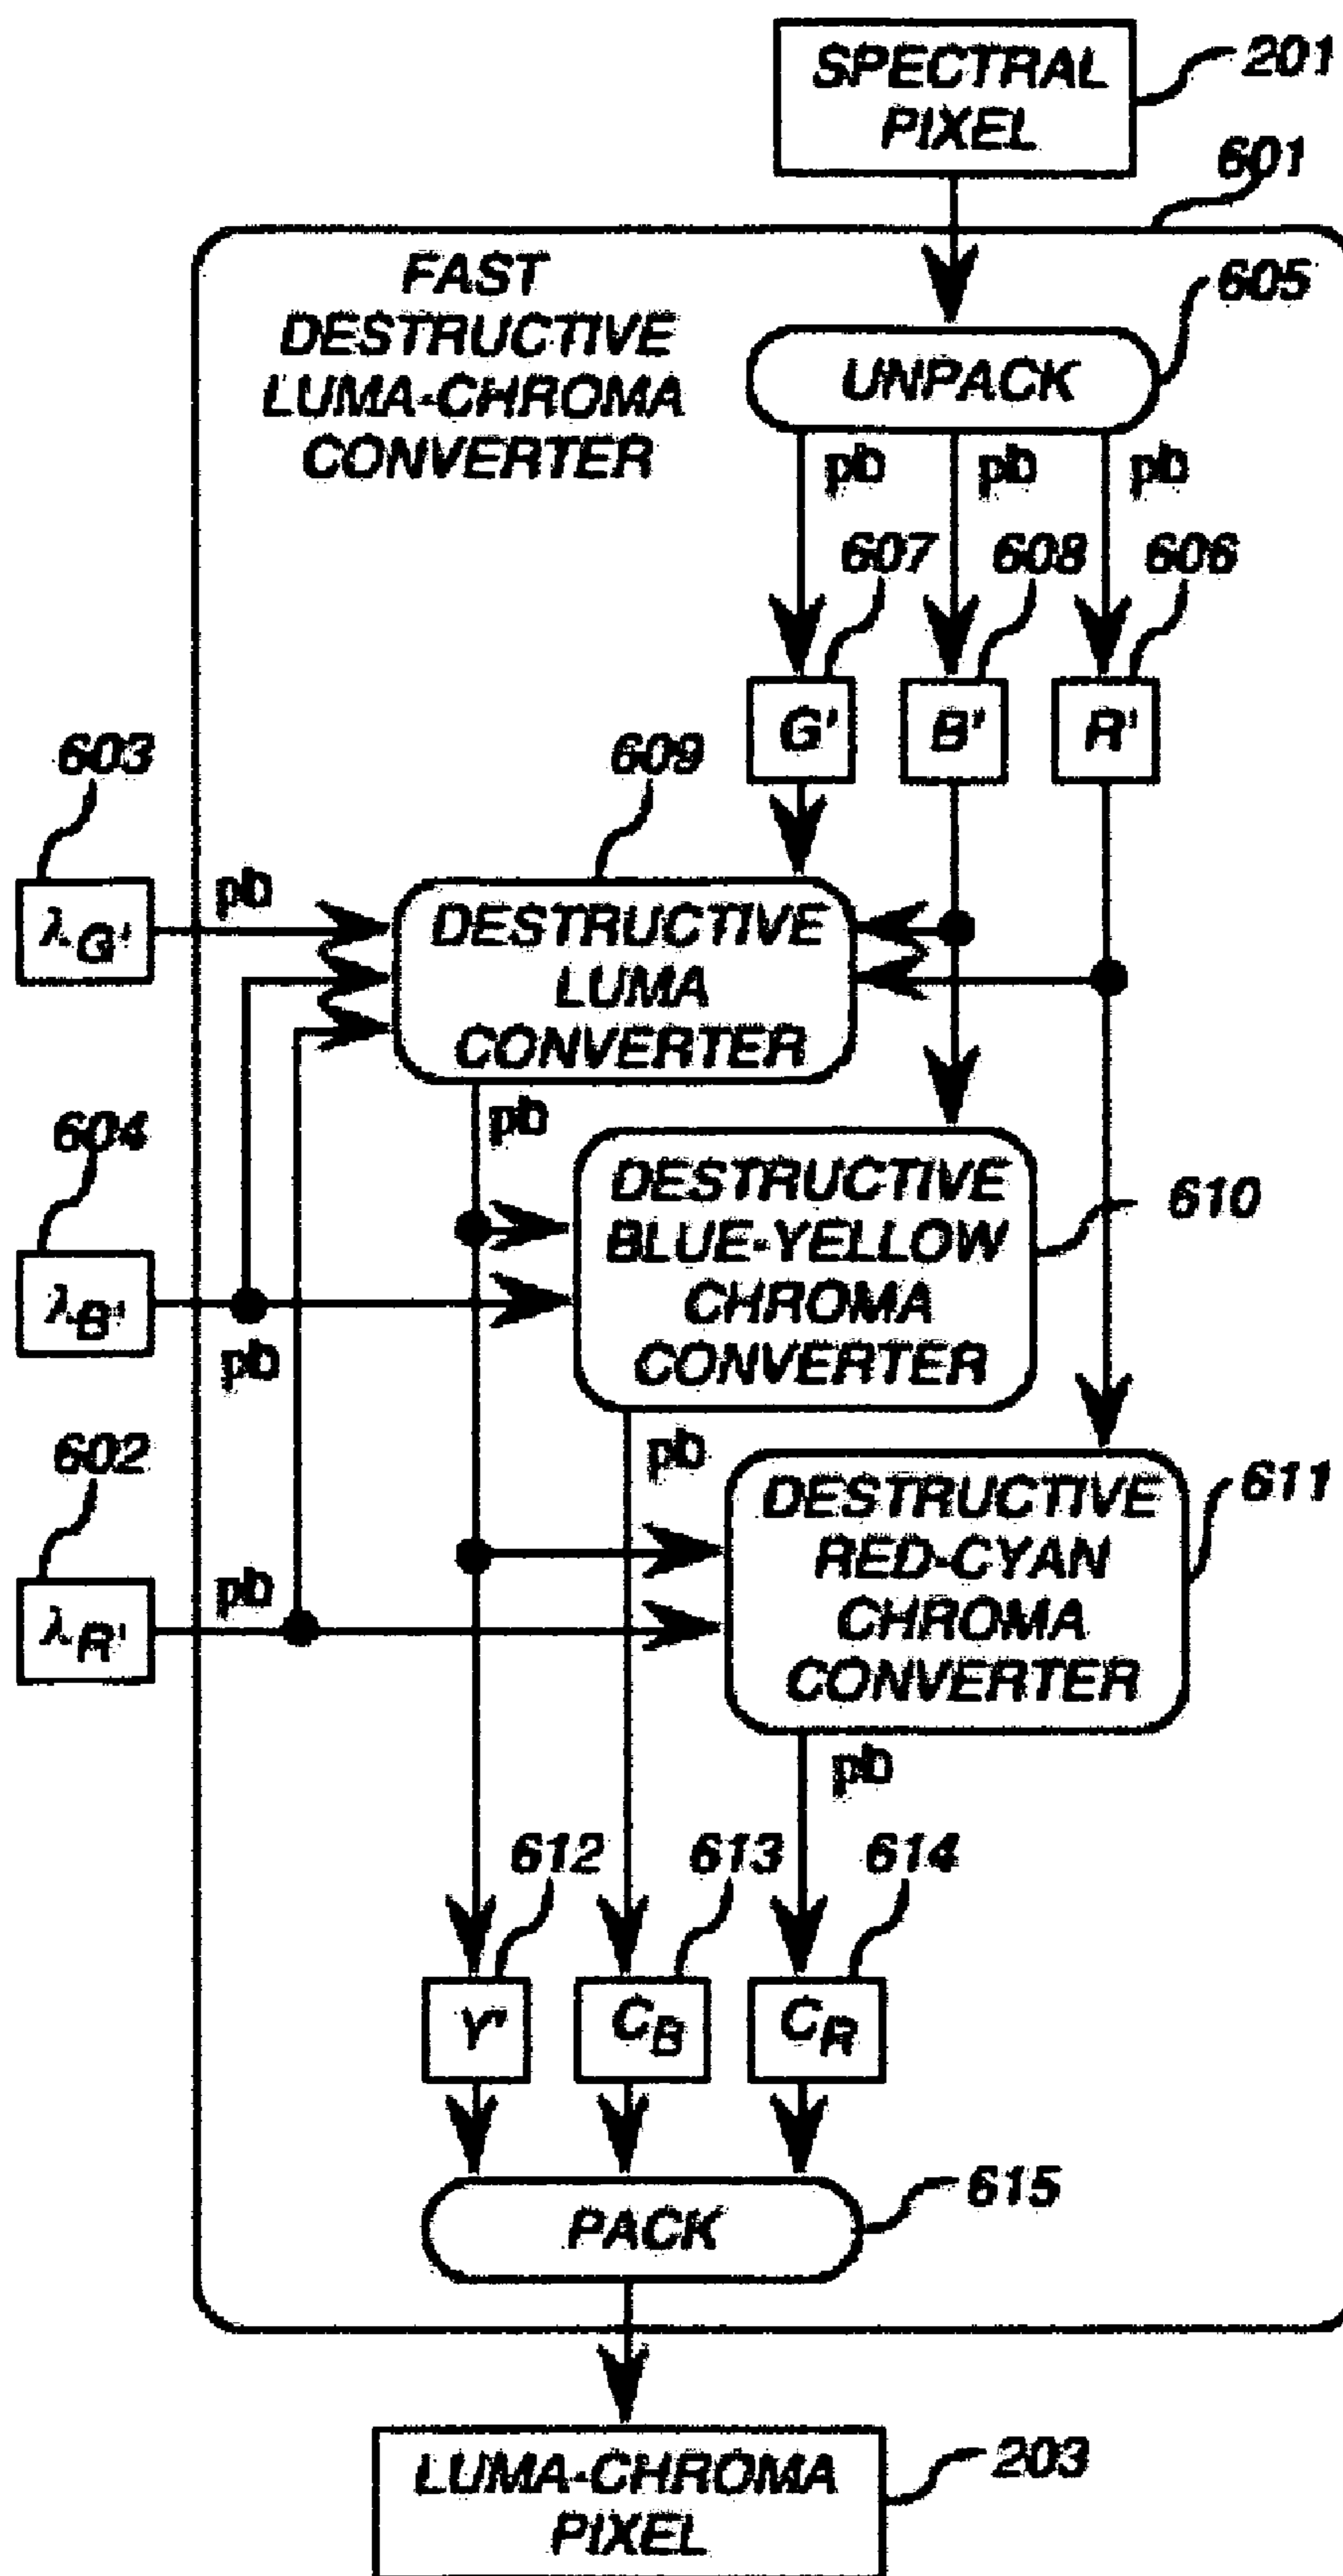 SPECTRAL
PIXEL
201
601
FAST
DESTRUCTIVE
LUMA-CHROMA
CONVERTER
605
UNPACK
pb pb pb
607 608 606
G' B' R'
603
609
λG'
pb
DESTRUCTIVE
LUMA
CONVERTER
pb
604
DESTRUCTIVE
BLUE-YELLOW
CHROMA
CONVERTER
610
λB'
pb
602
pb
DESTRUCTIVE
RED-CYAN
CHROMA
CONVERTER
611
λR'
pb
pb
612 613 614
Y' CB CR
PACK
615
LUMA-CHROMA
PIXEL
203